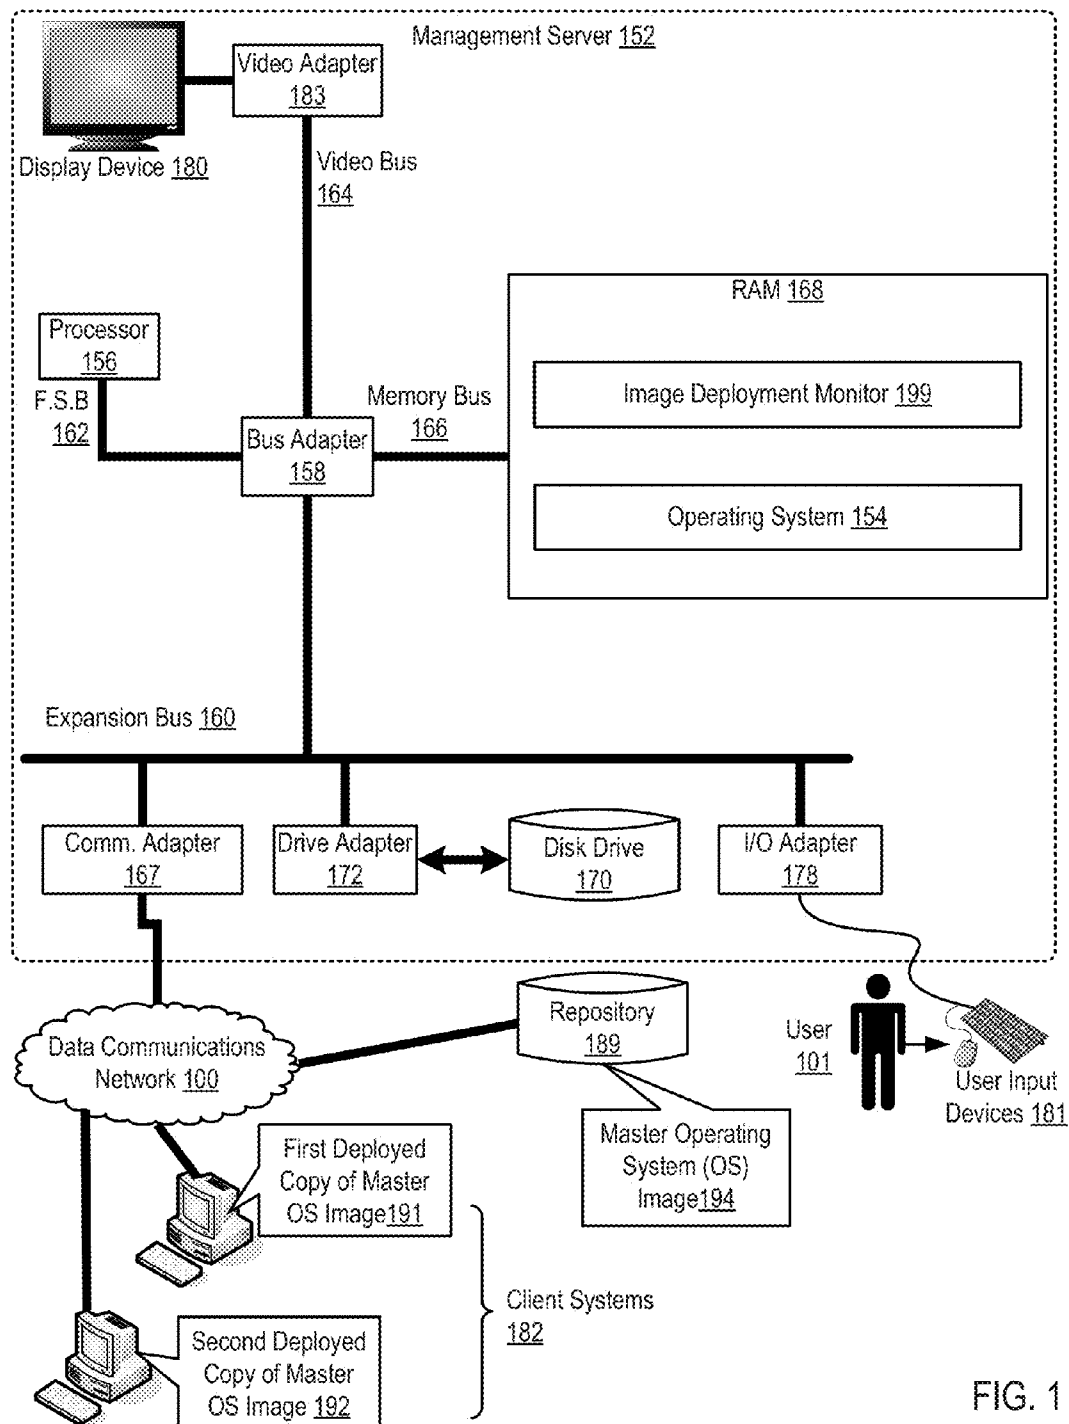 Management Server 152
Video Adapter
183
Display Device 180
Video Bus
164
RAM 168
Processor
156
Image Deployment Monitor 199
F.S.B
162
Memory Bus
166
Bus Adapter
158
Operating System 154
Expansion Bus 160
Comm. Adapter
167
Drive Adapter
172
Disk Drive
170
I/O Adapter
178
Repository
189
User
101
User Input
Devices 181
Data Communications
Network 100
First Deployed
Copy of Master
OS Image191
Master Operating
System (OS)
Image194
Client Systems
182
Second Deployed
Copy of Master
OS Image 192
FIG. 1